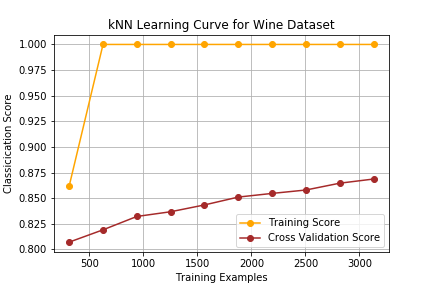 kNN Learning Curve for Wine Dataset
1.000
0.975
0.950
0.925
0.900
0.875
0.850
0.825
0.800
Classicication Score
Training Score
Cross Validation Score
500 1000 1500 2000 2500 3000
Training Examples